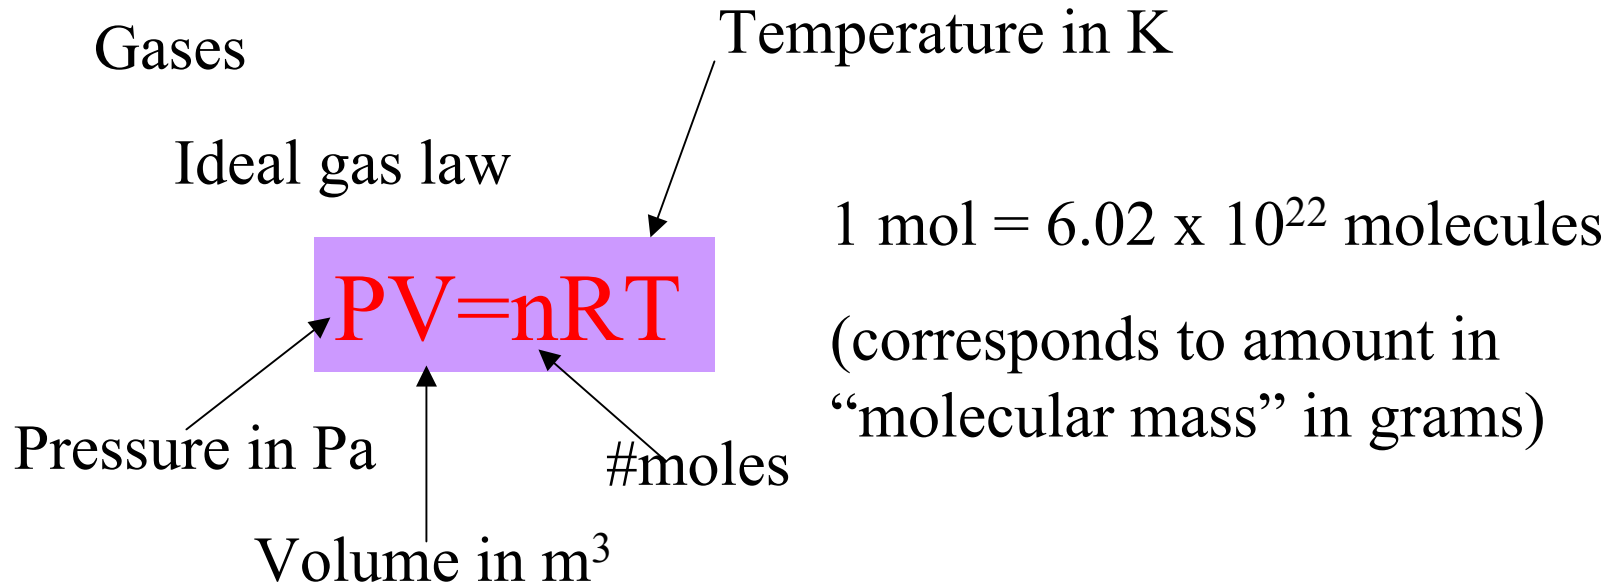 Gases
Temperature in K
Ideal gas law
PV=nRT
Pressure in Pa
#moles
Volume in m³
1 mol = 6.02 x 10²² molecules
(corresponds to amount in
“molecular mass” in grams)